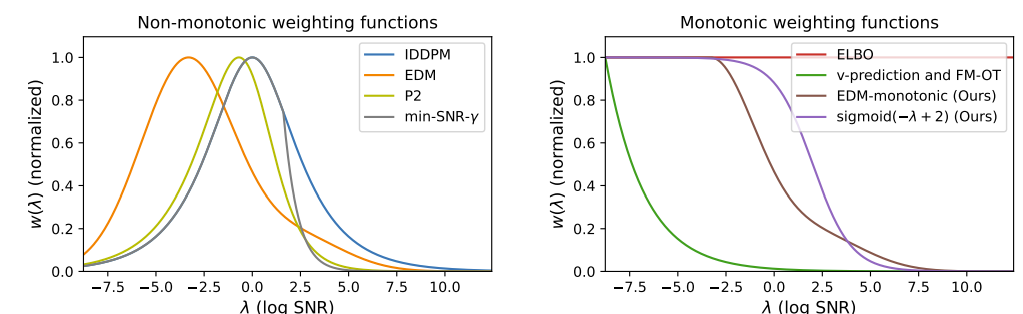 Non-monotonic weighting functions
w(λ) (normalized)
1.0
0.8
0.6
0.4
0.2
0.0
IDDPM
EDM
P2
min-SNR-γ
−7.5 −5.0 −2.5 0.0 2.5 5.0 7.5 10.0
λ (log SNR)
Monotonic weighting functions
w(λ) (normalized)
1.0
0.8
0.6
0.4
0.2
0.0
ELBO
v-prediction and FM-OT
EDM-monotonic (Ours)
sigmoid(−λ + 2) (Ours)
−7.5 −5.0 −2.5 0.0 2.5 5.0 7.5 10.0
λ (log SNR)